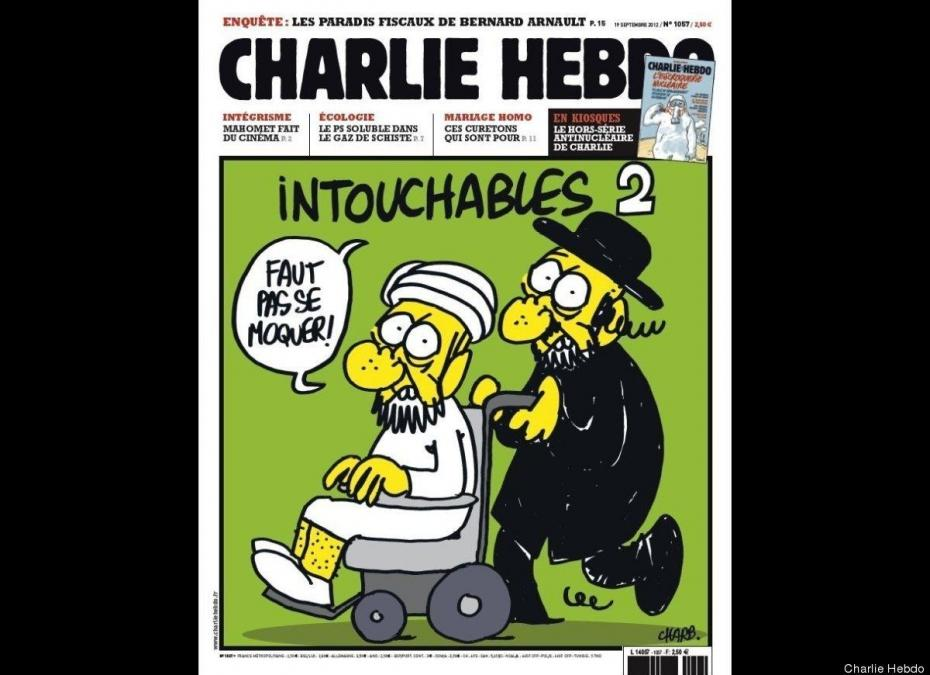 ENQUÊTE : LES PARADIS FISCAUX DE BERNARD ARNAULT P. 15
19 SEPTEMBRE 2012 / N° 1057 / 2,50 €
CHARLIE HEBDO
INTÉGRISME
MAHOMET FAIT
DU CINÉMA P. 2
ÉCOLOGIE
LE PS SOLUBLE DANS
LE GAZ DE SCHISTE P. 7
MARIAGE HOMO
CES CURETONS
QUI SONT POUR P. 11
EN KIOSQUES
LE HORS-SÉRIE
ANTINUCLÉAIRE
DE CHARLIE
CHARLIE HEBDO
L'ESCROQUERIE
NUCLÉAIRE
INTOUCHABLES 2
FAUT
PAS SE
MOQUER!
CHARB.
www.charliehebdo.fr
L 14057 - 1057 - F: 2,50 €
Charlie Hebdo